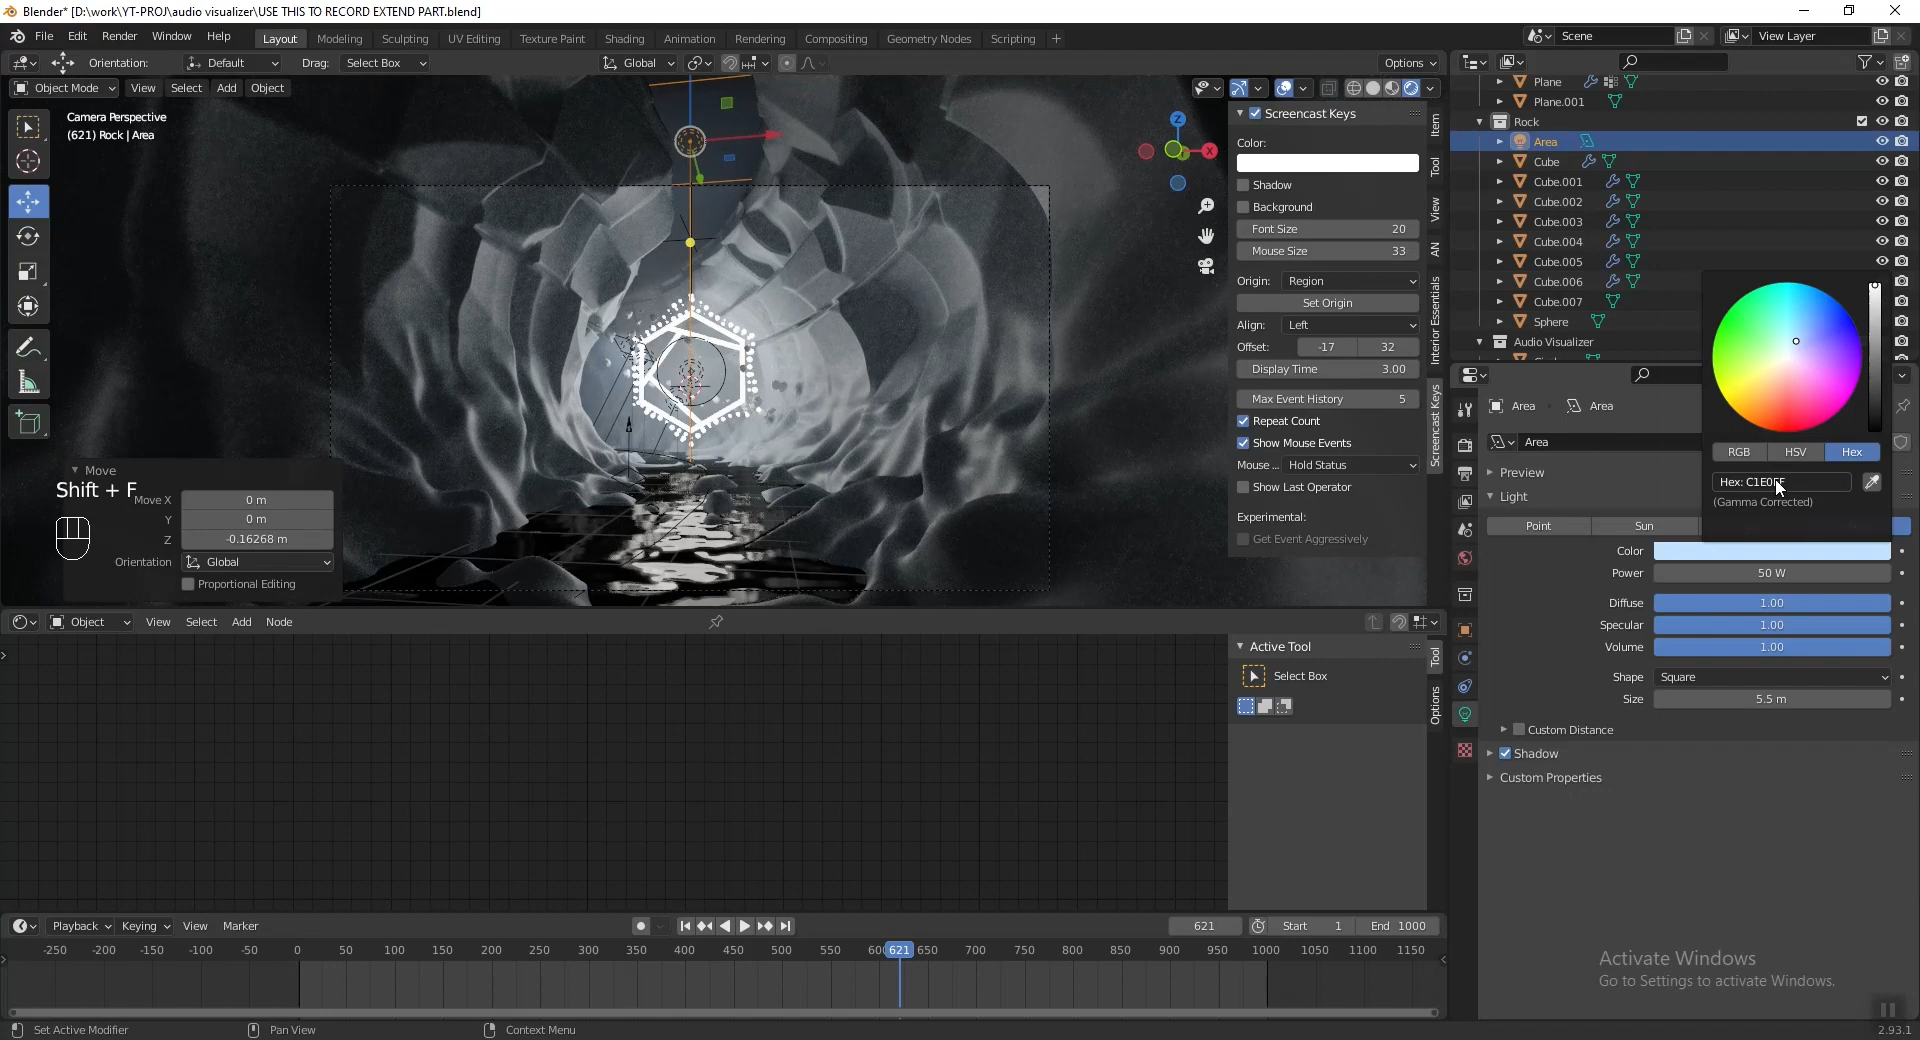 Blender* [D:\work\YT-PROJ\audio visualizer\USE THIS TO RECORD EXTEND PART.blend]
File Edit Render Window Help Layout Modeling Sculpting UV Editing Texture Paint Shading Animation Rendering Compositing Geometry Nodes Scripting + Scene View Layer
Orientation: Default Drag: Select Box Global Options
Object Mode View Select Add Object
Camera Perspective
(621) Rock | Area
Z
X
Move
Shift + F
Move X 0 m
Y 0 m
Z -0.16268 m
Orientation Global
Proportional Editing
Screencast Keys
Color:
Shadow
Background
Font Size 20
Mouse Size 33
Origin: Region
Set Origin
Align: Left
Offset: -17 32
Display Time 3.00
Max Event History 5
Repeat Count
Show Mouse Events
Mouse ... Hold Status
Show Last Operator
Experimental:
Get Event Aggressively
Item
Tool
View
AN
Interior Essentials
Screencast Keys
Plane
Plane.001
Rock
Area
Cube
Cube.001
Cube.002
Cube.003
Cube.004
Cube.005
Cube.006
Cube.007
Sphere
Audio Visualizer
RGB HSV Hex
(Gamma Corrected)
Area Area
Area
Preview
Light
Point Sun
Color
Power 50 W
Diffuse 1.00
Specular 1.00
Volume 1.00
Shape Square
Size 5.5 m
Custom Distance
Shadow
Custom Properties
Object View Select Add Node
Active Tool
Select Box
Tool
Options
Playback Keying View Marker 621 Start 1 End 1000
-250 -200 -150 -100 -50 0 50 100 150 200 250 300 350 400 450 500 550 621 650 700 750 800 850 900 950 1000 1050 1100 1150
Activate Windows
Go to Settings to activate Windows.
Set Active Modifier Pan View Context Menu 2.93.1